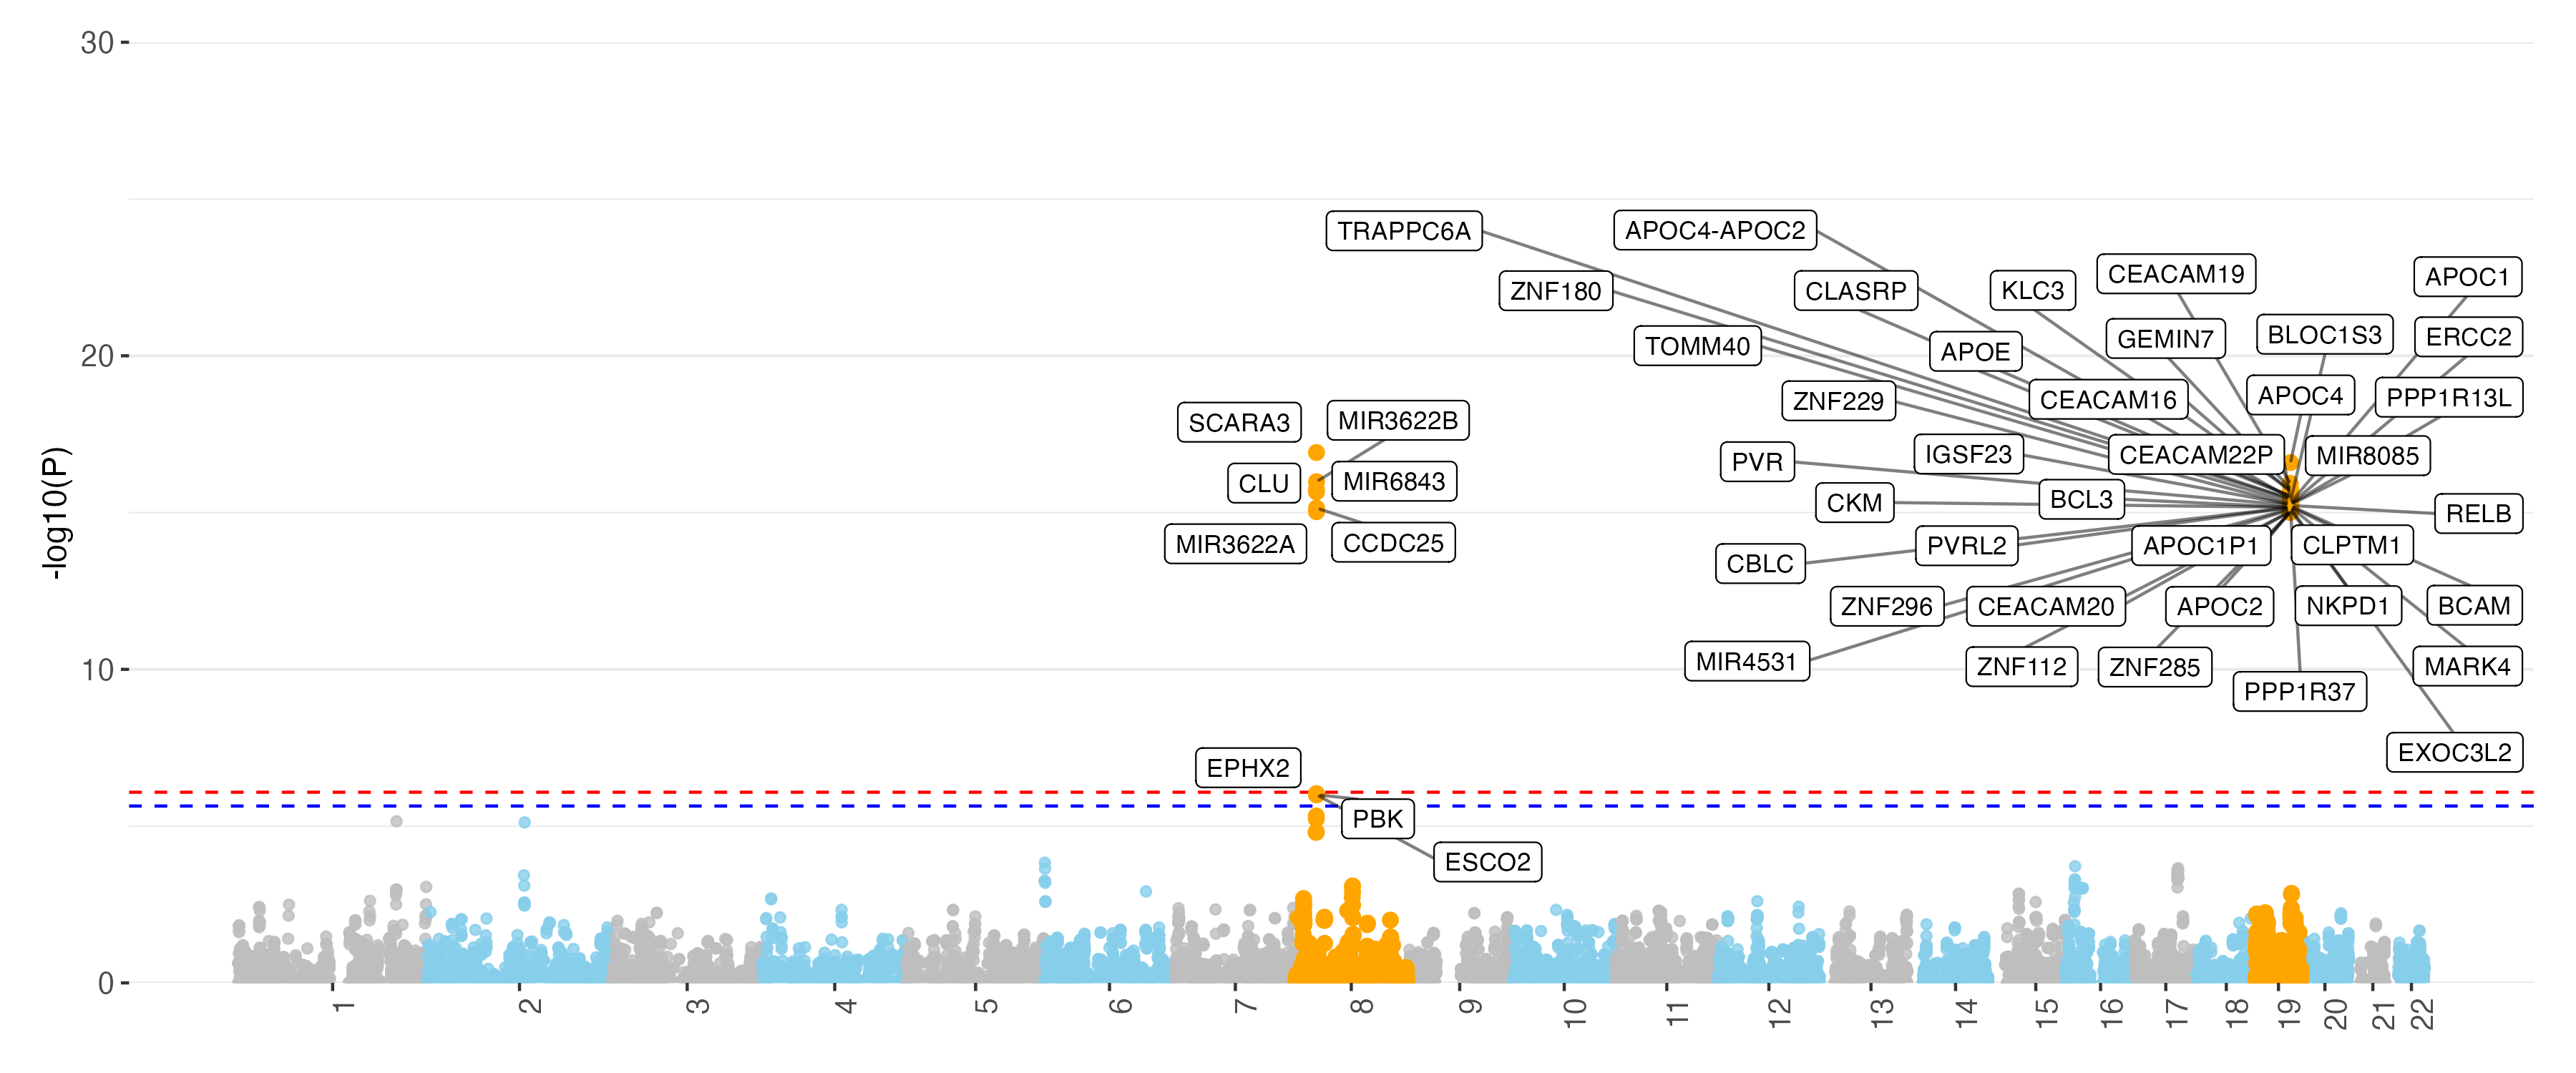 30
20
10
0
-log10(P)
TRAPPC6A
APOC4-APOC2
ZNF180
CLASRP
KLC3
CEACAM19
APOC1
TOMM40
APOE
GEMIN7
BLOC1S3
ERCC2
ZNF229
CEACAM16
APOC4
PPP1R13L
SCARA3
MIR3622B
PVR
IGSF23
CEACAM22P
MIR8085
CLU
MIR6843
CKM
BCL3
RELB
MIR3622A
CCDC25
CBLC
PVRL2
APOC1P1
CLPTM1
ZNF296
CEACAM20
APOC2
NKPD1
BCAM
MIR4531
ZNF112
ZNF285
PPP1R37
MARK4
EXOC3L2
EPHX2
PBK
ESCO2
1
2
3
4
5
6
7
8
9
10
11
12
13
14
15
16
17
18
19
20
21
22